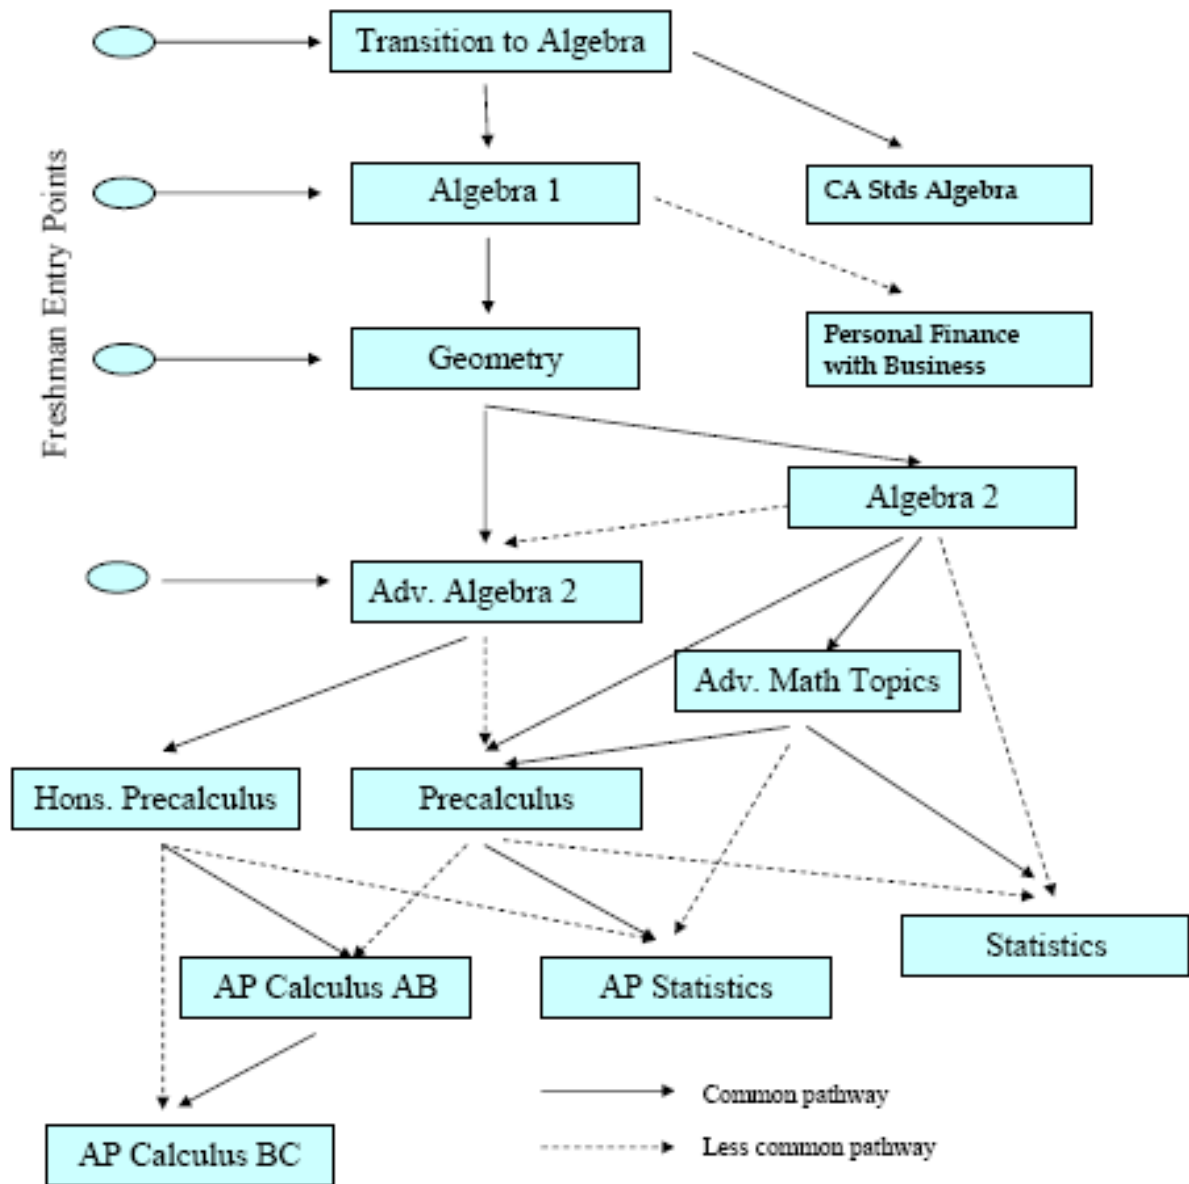 Transition to Algebra
Freshman Entry Points
Algebra 1
CA Stds Algebra
Geometry
Personal Finance
with Business
Algebra 2
Adv. Algebra 2
Adv. Math Topics
Hons. Precalculus
Precalculus
Statistics
AP Calculus AB
AP Statistics
Common pathway
Less common pathway
AP Calculus BC